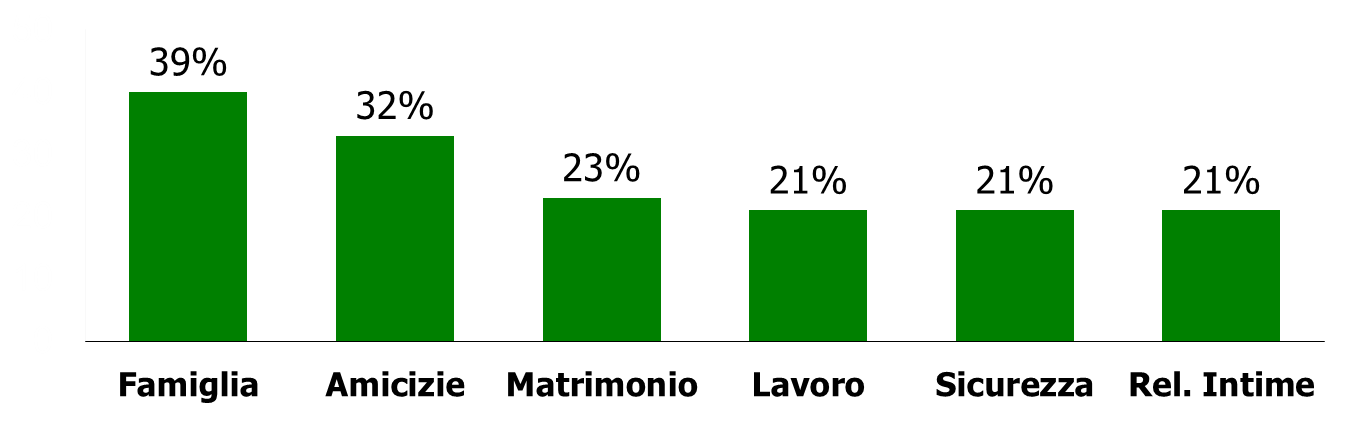 39%
32%
23%
21%
21%
21%
Famiglia
Amicizie
Matrimonio
Lavoro
Sicurezza
Rel. Intime